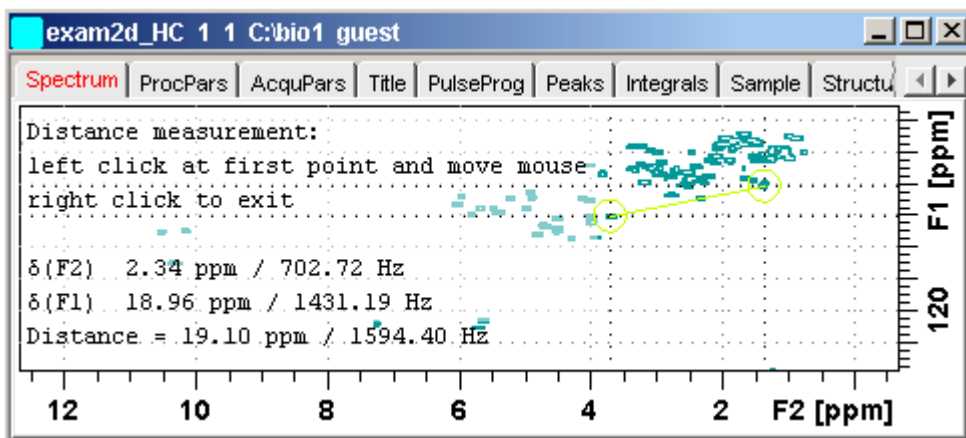 exam2d_HC 1 1 C:\bio1 guest
Spectrum ProcPars AcquPars Title PulseProg Peaks Integrals Sample Structu
Distance measurement:
left click at first point and move mouse
right click to exit
δ(F2) 2.34 ppm / 702.72 Hz
δ(F1) 18.96 ppm / 1431.19 Hz
Distance = 19.10 ppm / 1594.40 Hz
F1 [ppm]
120
12 10 8 6 4 2 F2 [ppm]